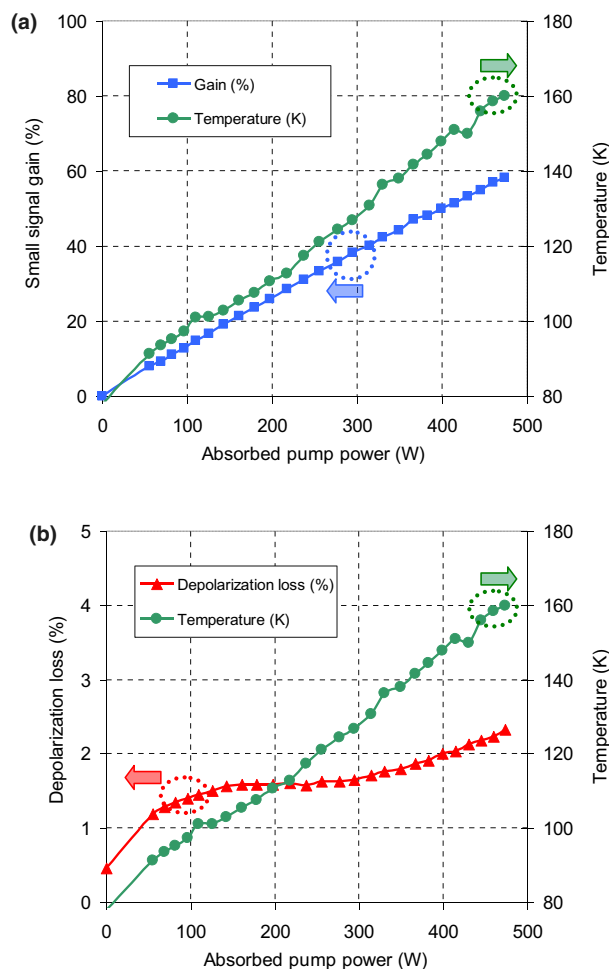 (a)
100
80
60
40
20
0
Small signal gain (%)
Gain (%)
Temperature (K)
180
160
140
120
100
80
Temperature (K)
0 100 200 300 400 500
Absorbed pump power (W)
(b)
5
4
3
2
1
0
Depolarization loss (%)
Depolarization loss (%)
Temperature (K)
180
160
140
120
100
80
Temperature (K)
0 100 200 300 400 500
Absorbed pump power (W)